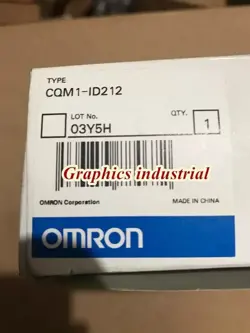 TYPE
CQM1-ID212
LOT No. QTY.
03Y5H 1
Graphics industrial
OMRON Corporation MADE IN CHINA
OMRON